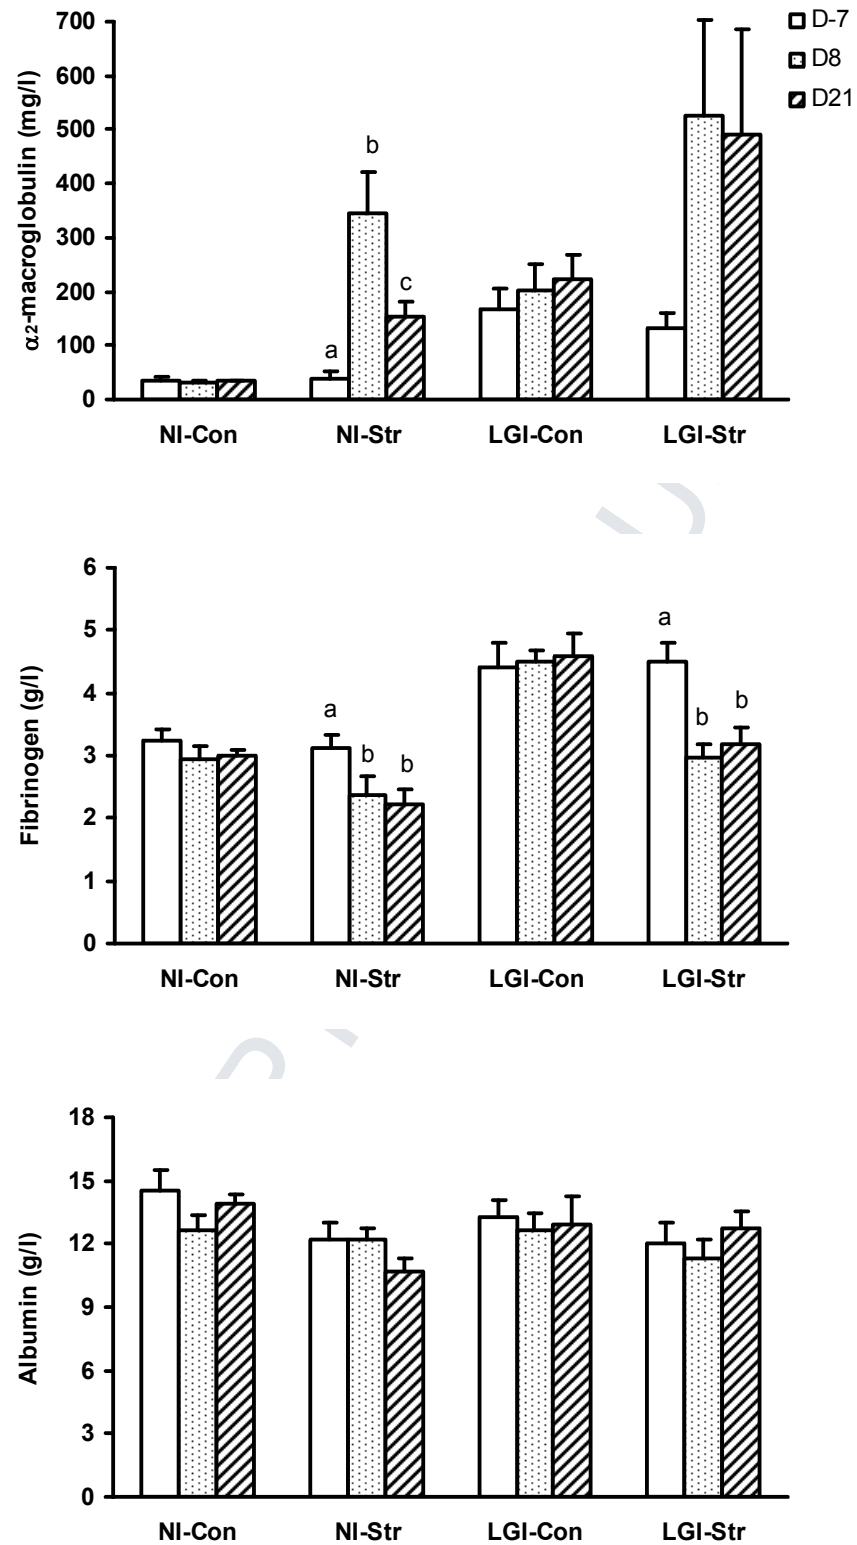 700
600
500
400
300
200
100
0
α2-macroglobulin (mg/l)
D-7
D8
D21
a
b
c
NI-Con NI-Str LGI-Con LGI-Str
6
5
4
3
2
1
0
Fibrinogen (g/l)
a
b
b
a
b
b
NI-Con NI-Str LGI-Con LGI-Str
18
15
12
9
6
3
0
Albumin (g/l)
NI-Con NI-Str LGI-Con LGI-Str